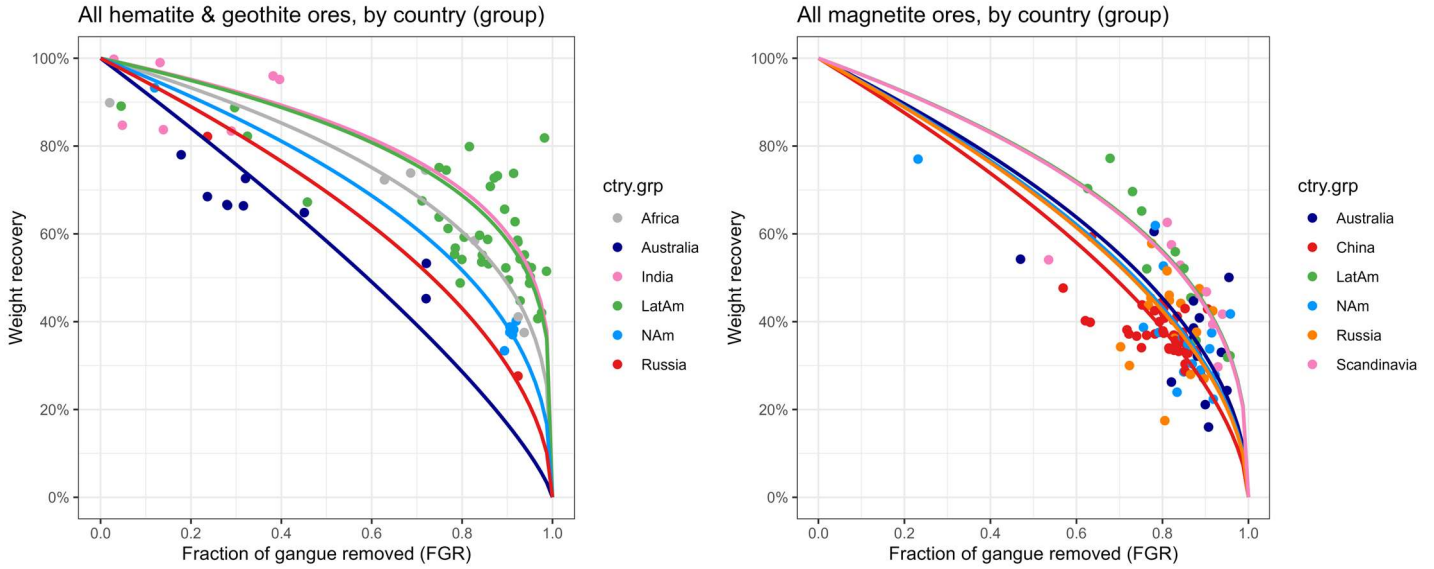 All hematite & geothite ores, by country (group)
Weight recovery
100%
80%
60%
40%
20%
0%
0.0 0.2 0.4 0.6 0.8 1.0
Fraction of gangue removed (FGR)
ctry.grp
Africa
Australia
India
LatAm
NAm
Russia
All magnetite ores, by country (group)
Weight recovery
100%
80%
60%
40%
20%
0%
0.0 0.2 0.4 0.6 0.8 1.0
Fraction of gangue removed (FGR)
ctry.grp
Australia
China
LatAm
NAm
Russia
Scandinavia